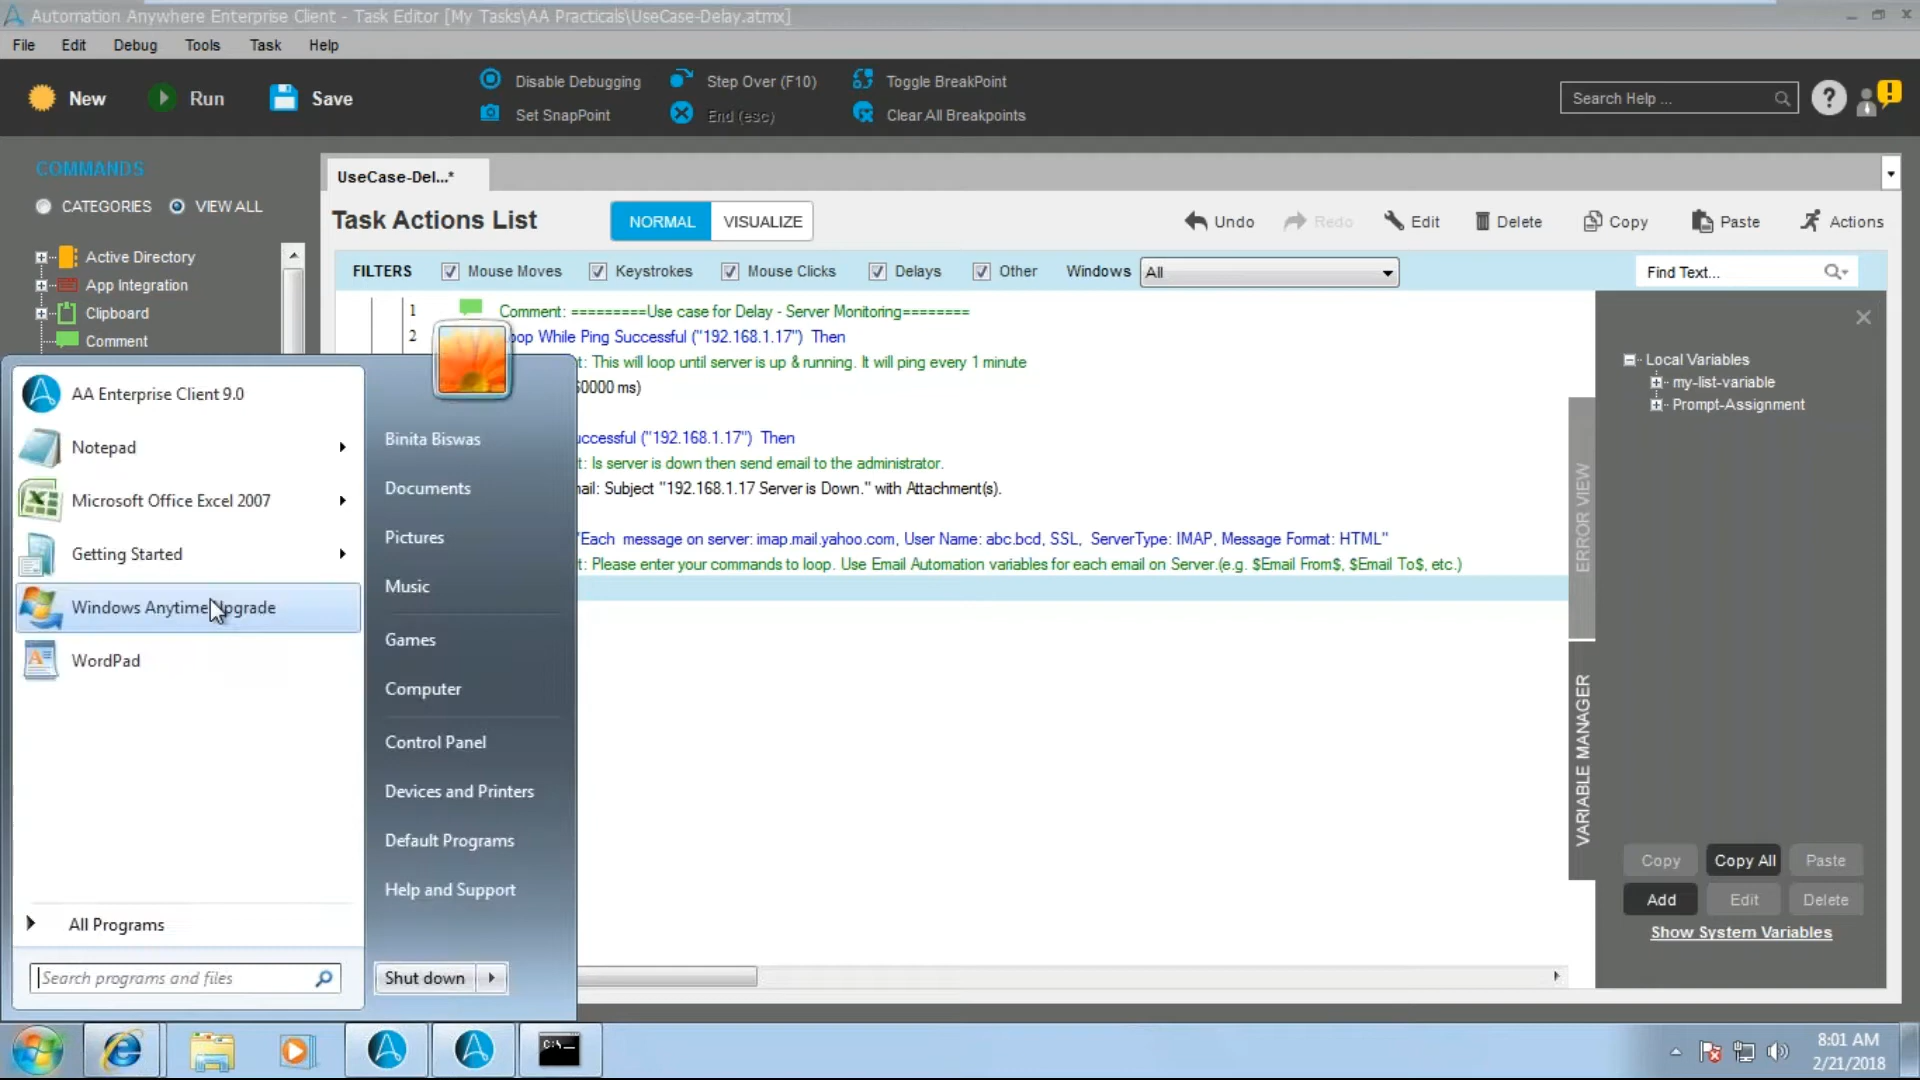 Automation Anywhere Enterprise Client - Task Editor [My Tasks\AA Practicals\UseCase-Delay.atmx]
File Edit Debug Tools Task Help
New Run Save
Disable Debugging Step Over (F10) Toggle BreakPoint
Set SnapPoint End (esc) Clear All Breakpoints
Search Help ...
COMMANDS
CATEGORIES VIEW ALL
Active Directory
App Integration
Clipboard
Comment
UseCase-Del...*
Task Actions List NORMAL VISUALIZE Undo Redo Edit Delete Copy Paste Actions
FILTERS Mouse Moves Keystrokes Mouse Clicks Delays Other Windows All Find Text...
1 Comment: =========Use case for Delay - Server Monitoring========
2 oop While Ping Successful ("192.168.1.17") Then
t: This will loop until server is up & running. It will ping every 1 minute
0000 ms)
uccessful ("192.168.1.17") Then
t: Is server is down then send email to the administrator.
ail: Subject "192.168.1.17 Server is Down." with Attachment(s).
"Each message on server: imap.mail.yahoo.com, User Name: abc.bcd, SSL, ServerType: IMAP, Message Format: HTML"
t: Please enter your commands to loop. Use Email Automation variables for each email on Server.(e.g. $Email From$, $Email To$, etc.)
ERROR VIEW
VARIABLE MANAGER
Local Variables
my-list-variable
Prompt-Assignment
Copy Copy All Paste
Add Edit Delete
Show System Variables
AA Enterprise Client 9.0
Notepad
Microsoft Office Excel 2007
Getting Started
Windows Anytime Upgrade
WordPad
All Programs
Search programs and files
Binita Biswas
Documents
Pictures
Music
Games
Computer
Control Panel
Devices and Printers
Default Programs
Help and Support
Shut down
C:\_
8:01 AM
2/21/2018